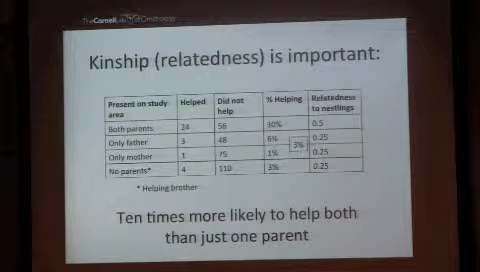 TheCornellLab of Ornithology
Kinship (relatedness) is important:
Present on study area Helped Did not help % Helping Relatedness to nestlings
Both parents 24 56 30% 0.5
Only father 3 48 6% 0.25
3%
Only mother 1 75 1% 0.25
No parents* 4 110 3% 0.25
* Helping brother
Ten times more likely to help both
than just one parent